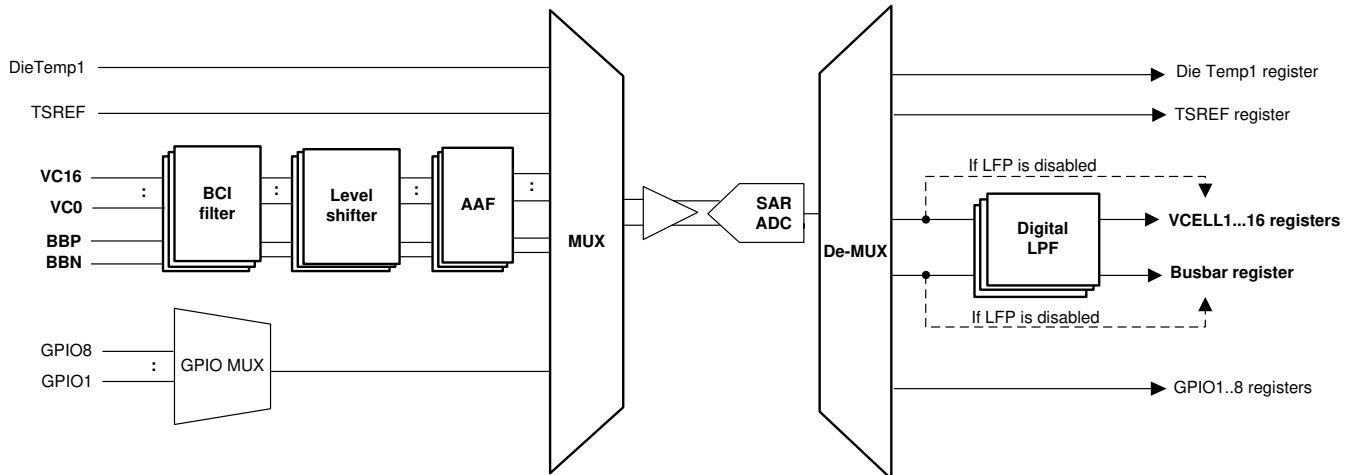 DieTemp1
TSREF
VC16
:
VC0
BBP
BBN
BCI
filter
:
Level
shifter
:
AAF
:
GPIO8
:
GPIO1
GPIO MUX
MUX
SAR
ADC
De-MUX
Die Temp1 register
TSREF register
If LFP is disabled
Digital
LPF
VCELL1...16 registers
Busbar register
If LFP is disabled
GPIO1..8 registers